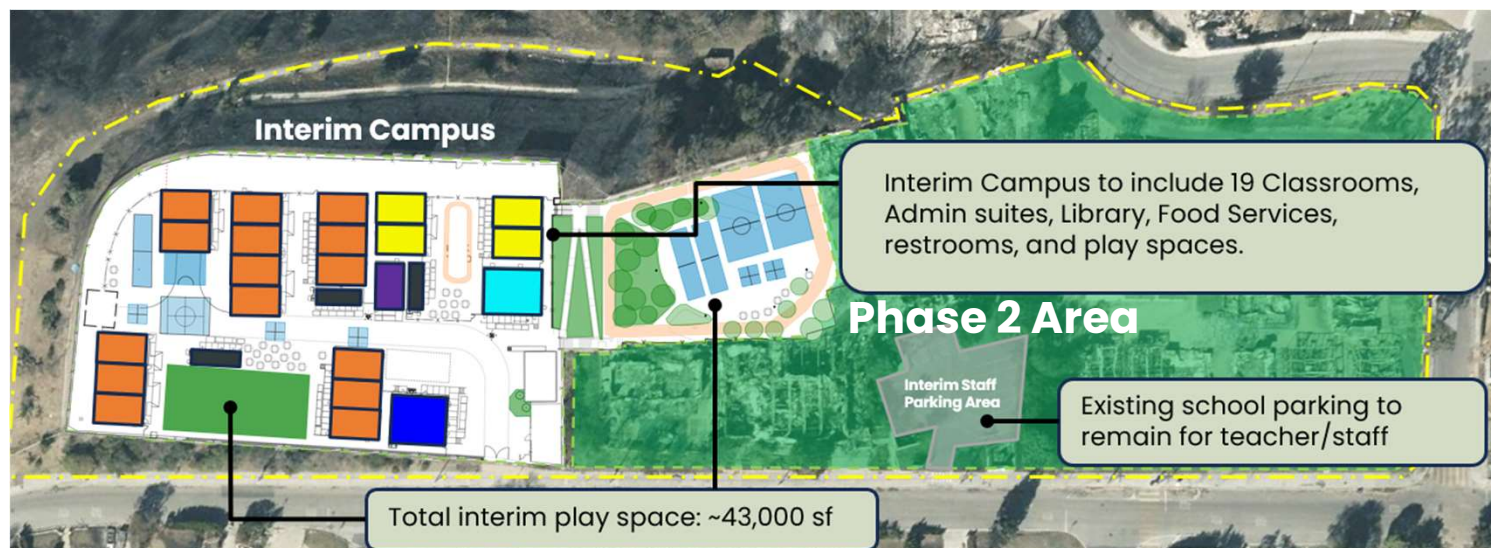 Interim Campus
Interim Campus to include 19 Classrooms,
Admin suites, Library, Food Services,
restrooms, and play spaces.
Phase 2 Area
Interim Staff
Parking Area
Existing school parking to
remain for teacher/staff
Total interim play space: ~43,000 sf